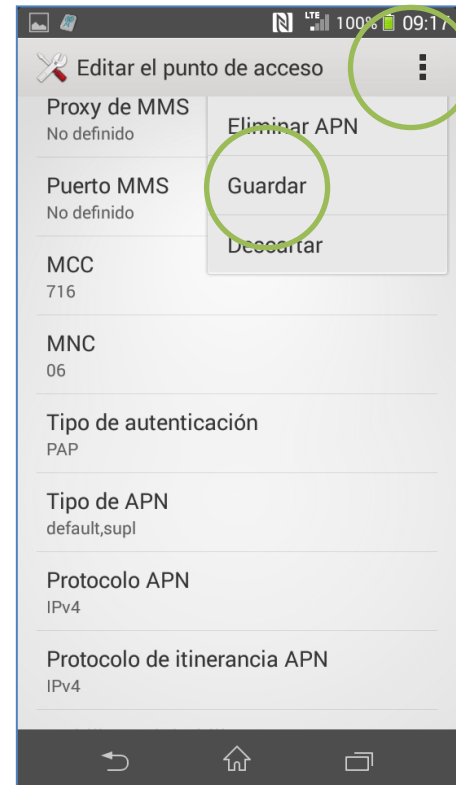 LTE 100% 09:17
Editar el punto de acceso
Proxy de MMS
No definido
Eliminar APN
Puerto MMS
No definido
Guardar
Descartar
MCC
716
MNC
06
Tipo de autenticación
PAP
Tipo de APN
default,supl
Protocolo APN
IPv4
Protocolo de itinerancia APN
IPv4